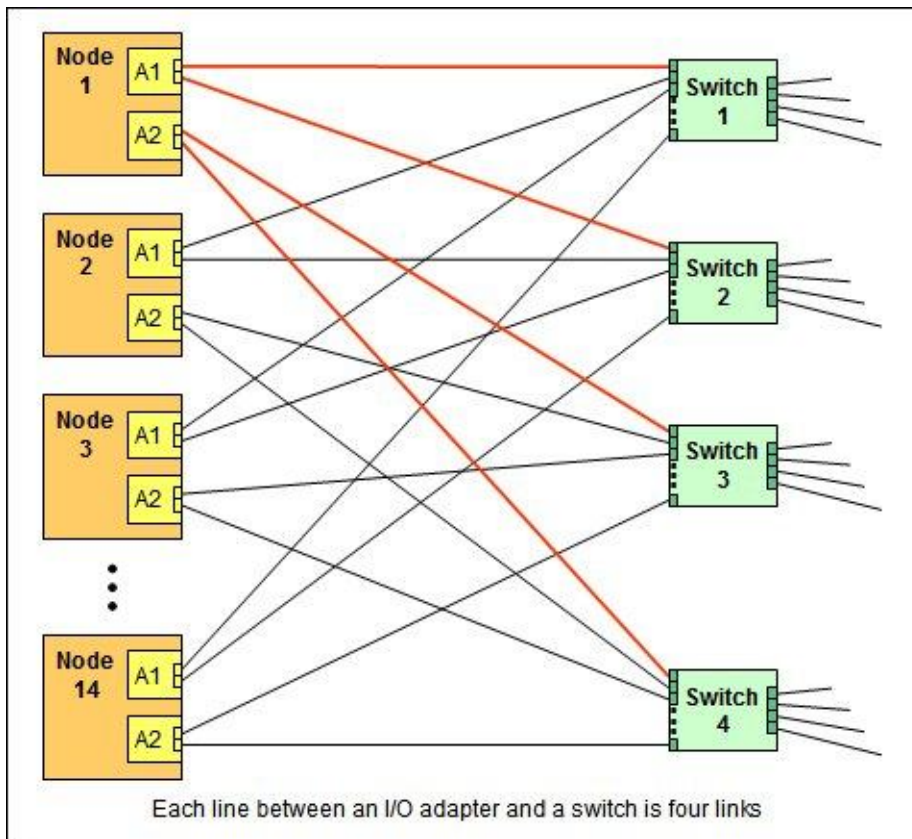 Node
1
A1
A2
Node
2
A1
A2
Node
3
A1
A2
Node
14
A1
A2
Switch
1
Switch
2
Switch
3
Switch
4
Each line between an I/O adapter and a switch is four links